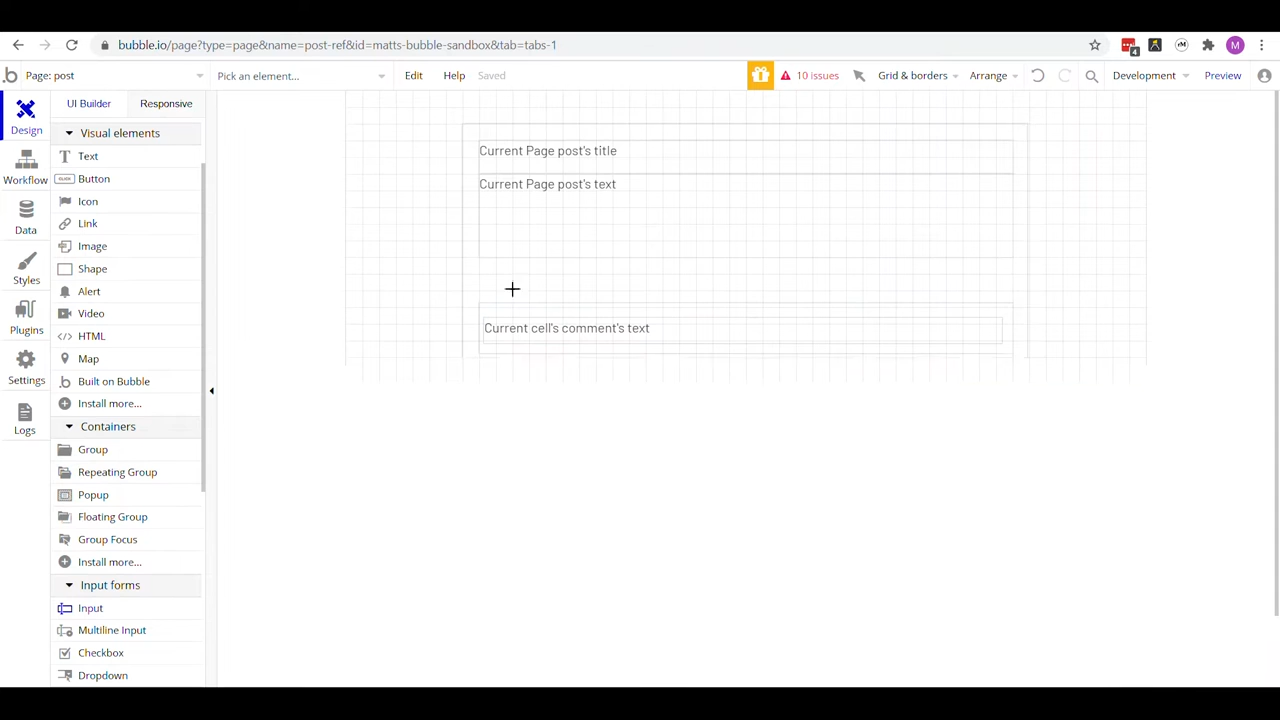 bubble.io/page?type=page&name=post-ref&id=matts-bubble-sandbox&tab=tabs-1
4
M
Page: post
Pick an element...
Edit
Help
Saved
10 issues
Grid & borders
Arrange
Development
Preview
UI Builder
Responsive
Design
Workflow
Data
Styles
Plugins
Settings
Logs
Visual elements
Text
CLICK Button
Icon
Link
Image
Shape
Alert
Video
HTML
Map
Built on Bubble
Install more...
Containers
Group
Repeating Group
Popup
Floating Group
Group Focus
Install more...
Input forms
Input
Multiline Input
Checkbox
Dropdown
Current Page post's title
Current Page post's text
Current cell's comment's text